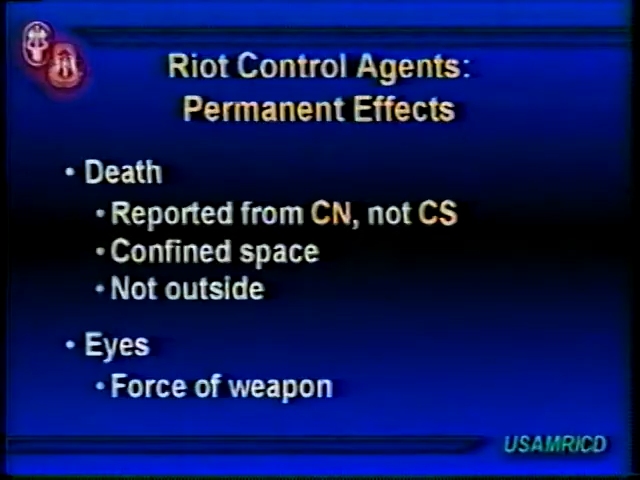 Riot Control Agents:
Permanent Effects
• Death
• Reported from CN, not CS
• Confined space
• Not outside
• Eyes
• Force of weapon
USAMRICD